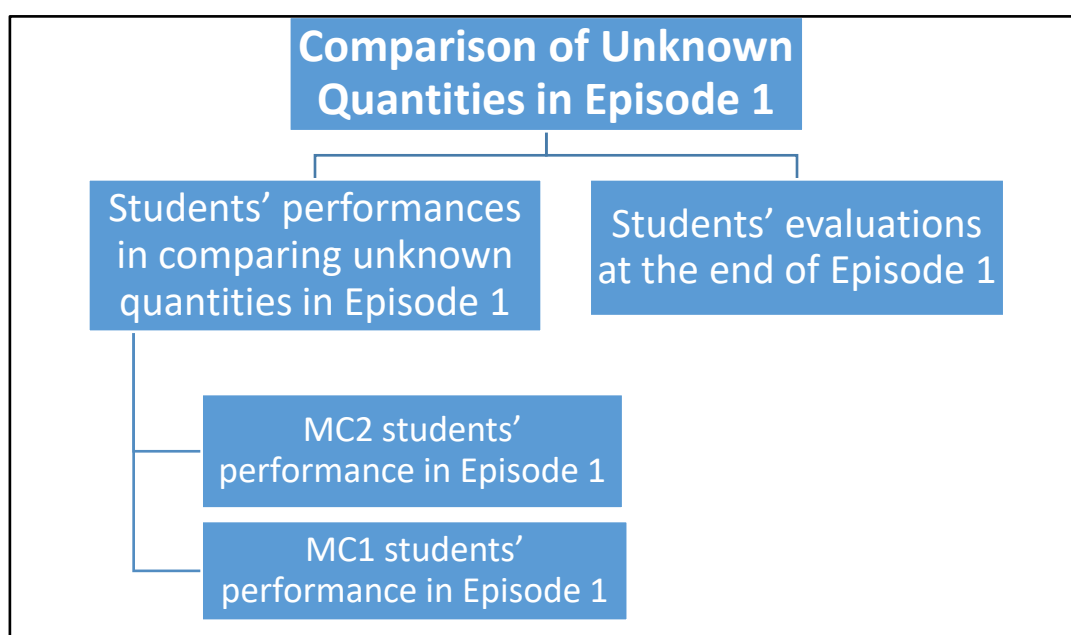 Comparison of Unknown
Quantities in Episode 1
Students’ performances
in comparing unknown
quantities in Episode 1
Students’ evaluations
at the end of Episode 1
MC2 students’
performance in Episode 1
MC1 students’
performance in Episode 1